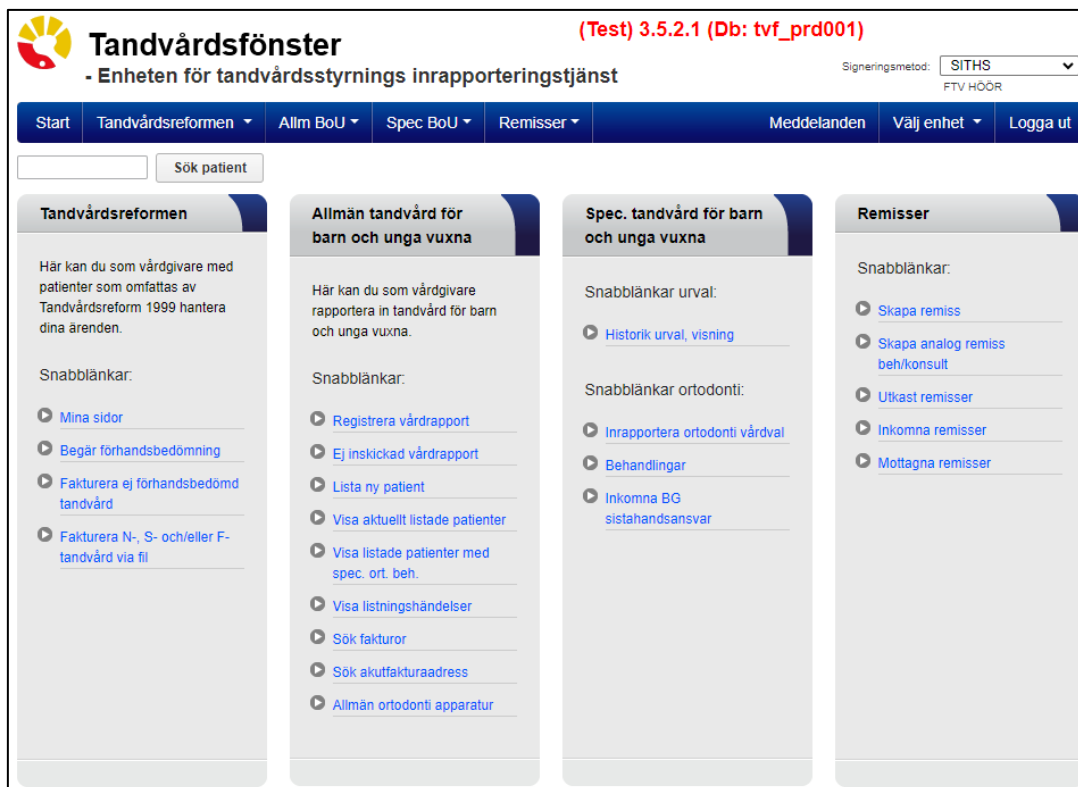 Tandvårdsfönster
- Enheten för tandvårdsstyrnings inrapporteringstjänst
(Test) 3.5.2.1 (Db: tvf_prd001)
Signeringsmetod: SITHS
FTV HÖÖR
Start Tandvårdsreformen Allm BoU Spec BoU Remisser Meddelanden Välj enhet Logga ut
Sök patient
Tandvårdsreformen
Här kan du som vårdgivare med
patienter som omfattas av
Tandvårdsreform 1999 hantera
dina ärenden.
Snabblänkar:
Mina sidor
Begär förhandsbedömning
Fakturera ej förhandsbedömd
tandvård
Fakturera N-, S- och/eller F-
tandvård via fil
Allmän tandvård för
barn och unga vuxna
Här kan du som vårdgivare
rapportera in tandvård för barn
och unga vuxna.
Snabblänkar:
Registrera vårdrapport
Ej inskickad vårdrapport
Lista ny patient
Visa aktuellt listade patienter
Visa listade patienter med
spec. ort. beh.
Visa listningshändelser
Sök fakturor
Sök akutfakturaadress
Allmän ortodonti apparatur
Spec. tandvård för barn
och unga vuxna
Snabblänkar urval:
Historik urval, visning
Snabblänkar ortodonti:
Inrapportera ortodonti vårdval
Behandlingar
Inkomna BG
sistahandsansvar
Remisser
Snabblänkar:
Skapa remiss
Skapa analog remiss
beh/konsult
Utkast remisser
Inkomna remisser
Mottagna remisser